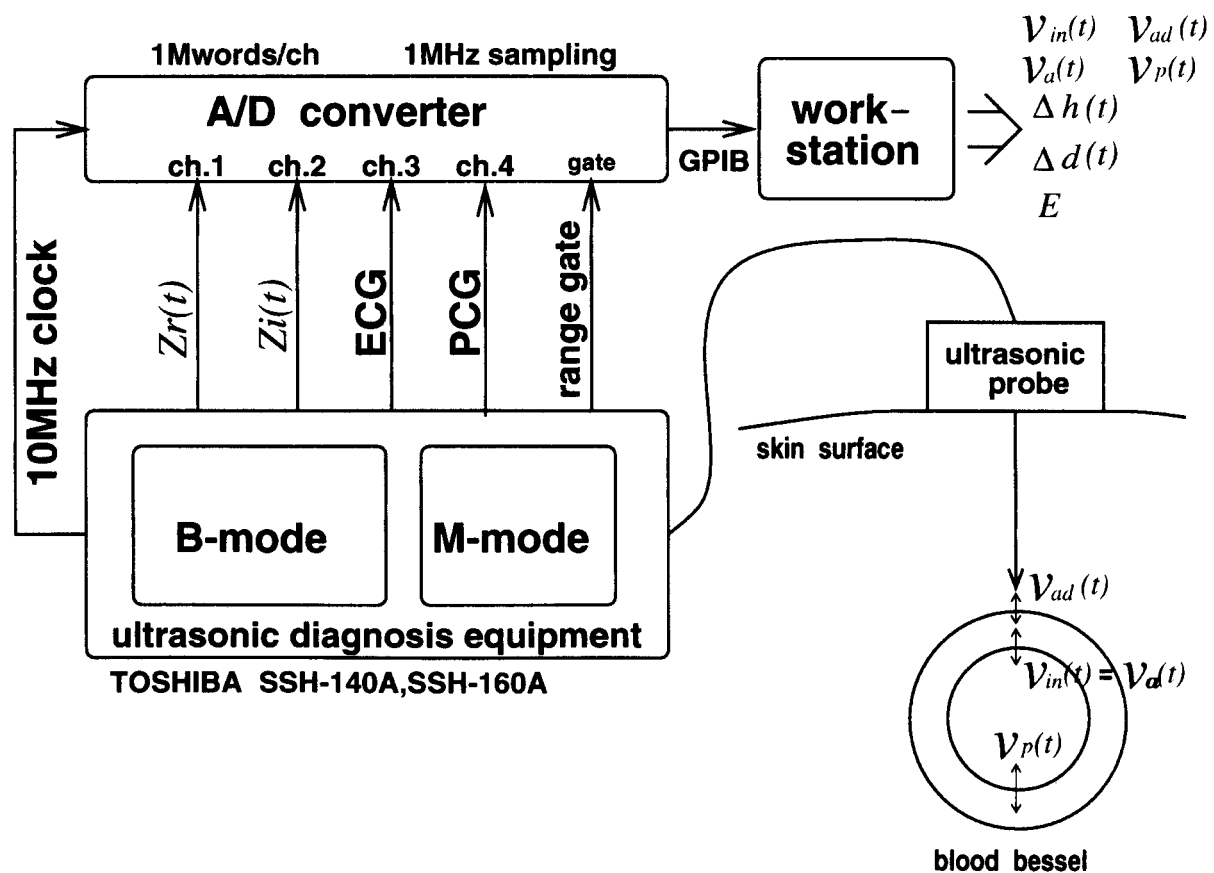 1Mwords/ch 1MHz sampling
A/D converter
ch.1 ch.2 ch.3 ch.4 gate
GPIB
work-
station
Vin(t) Vad(t)
Va(t) Vp(t)
Δh(t)
Δd(t)
E
10MHz clock
Zr(t)
Zi(t)
ECG
PCG
range gate
ultrasonic
probe
skin surface
B-mode
M-mode
ultrasonic diagnosis equipment
TOSHIBA SSH-140A,SSH-160A
Vad(t)
Vin(t) = Va(t)
Vp(t)
blood bessel